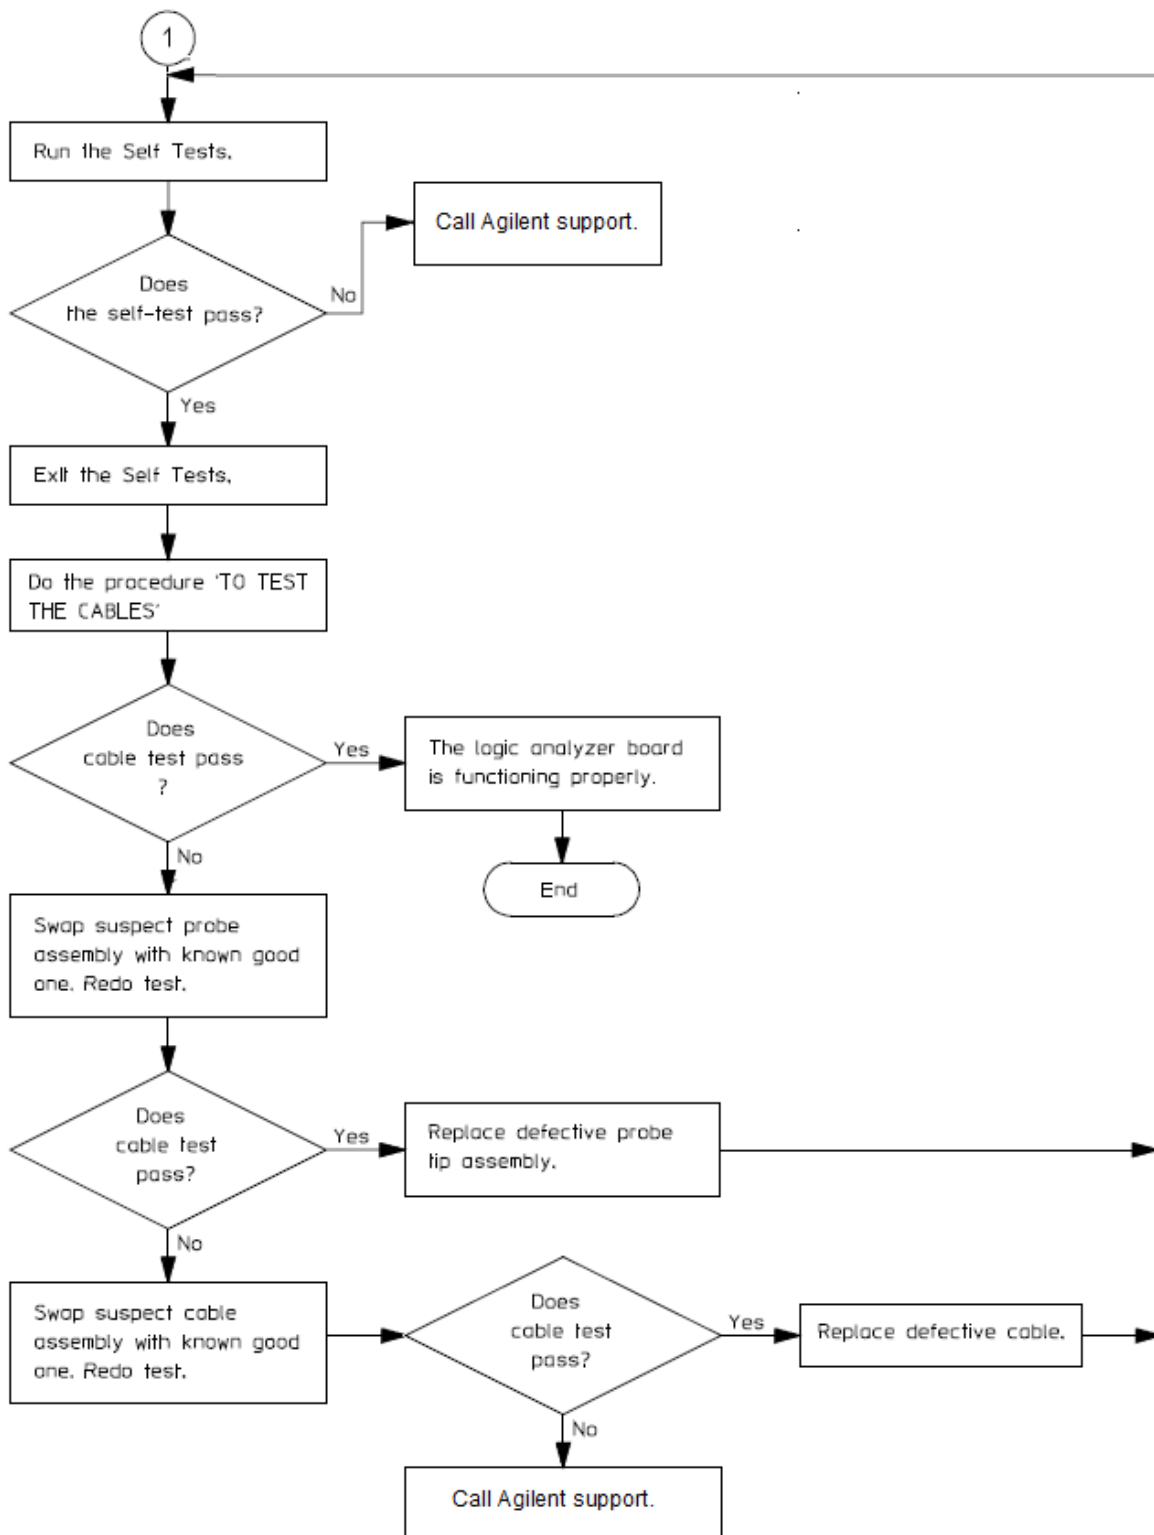 1
Run the Self Tests.
Call Agilent support.
Does
the self-test pass?
No
Yes
Exit the Self Tests.
Do the procedure 'TO TEST
THE CABLES'
Does
cable test pass
?
Yes
The logic analyzer board
is functioning properly.
No
End
Swap suspect probe
assembly with known good
one. Redo test.
Does
cable test
pass?
Yes
Replace defective probe
tip assembly.
No
Swap suspect cable
assembly with known good
one. Redo test.
Does
cable test
pass?
Yes
Replace defective cable.
No
Call Agilent support.